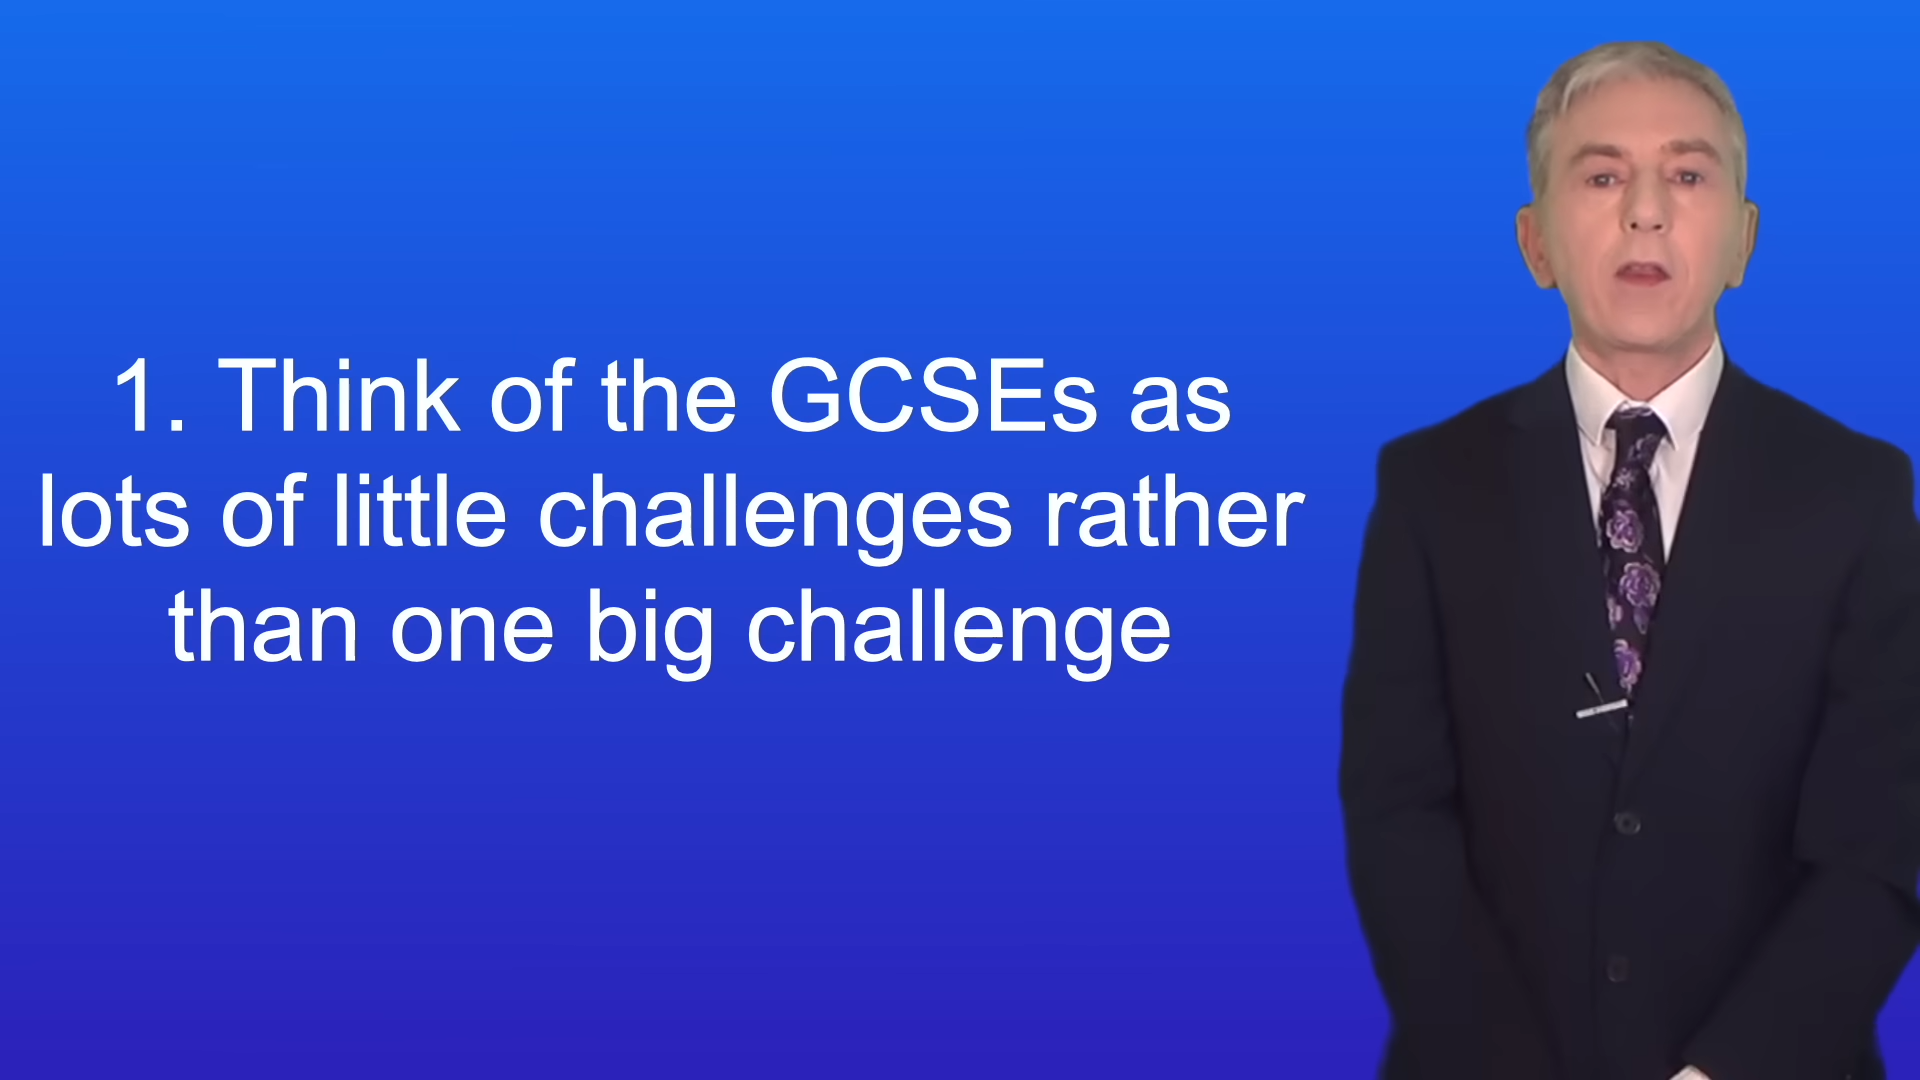 1. Think of the GCSEs as
lots of little challenges rather
than one big challenge